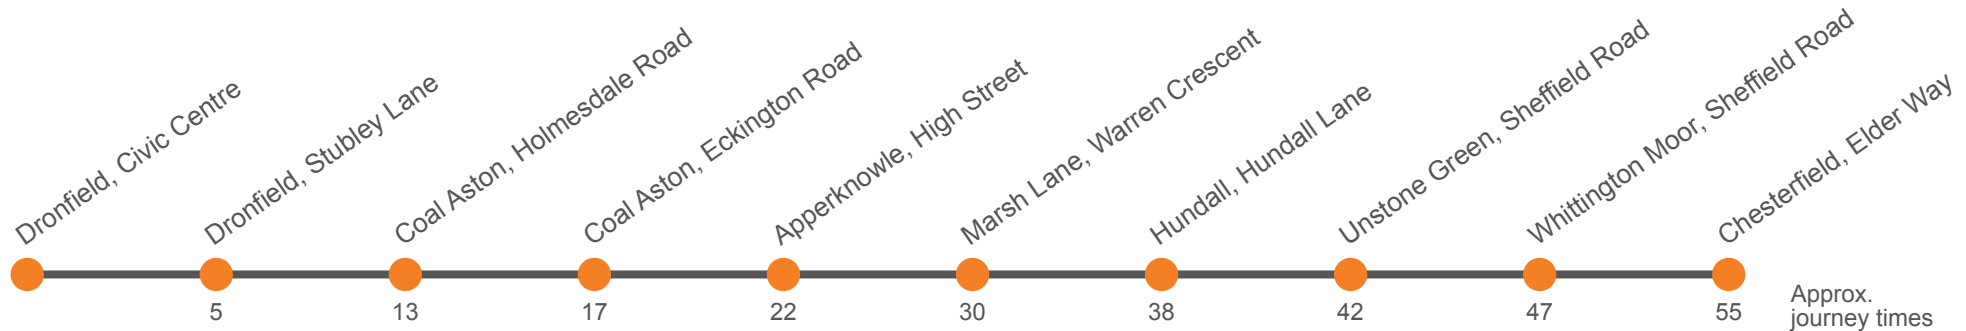 Dronfield, Civic Centre
Dronfield, Stubley Lane
Coal Aston, Holmesdale Road
Coal Aston, Eckington Road
Apperknowle, High Street
Marsh Lane, Warren Crescent
Hundall, Hundall Lane
Unstone Green, Sheffield Road
Whittington Moor, Sheffield Road
Chesterfield, Elder Way
5
13
17
22
30
38
42
47
55
Approx.
journey times